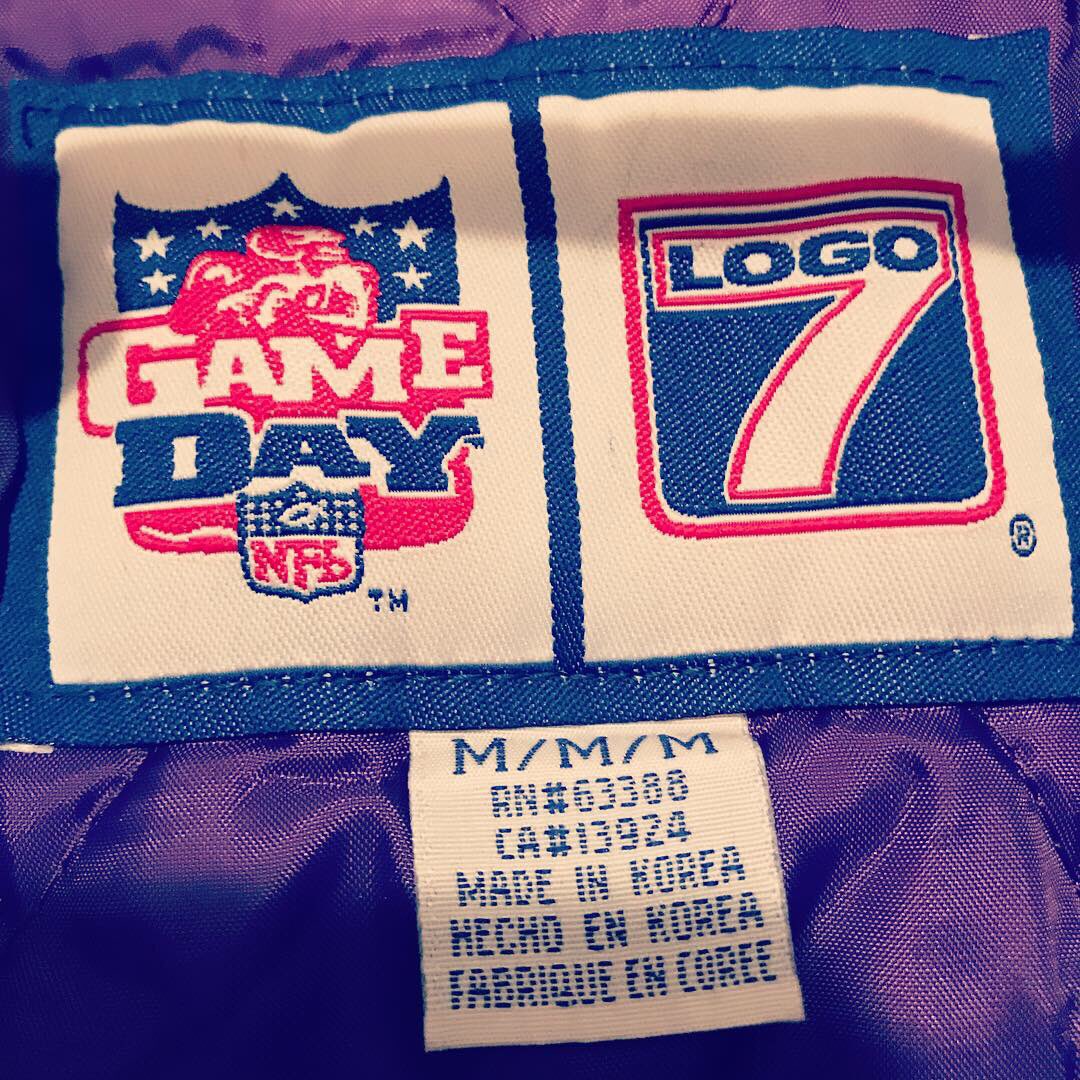 GAME
DAY
NFL
TM
LOGO
7
®
M/M/M
RN#63388
CA#13924
MADE IN KOREA
HECHO EN KOREA
FABRIQUE EN COREE